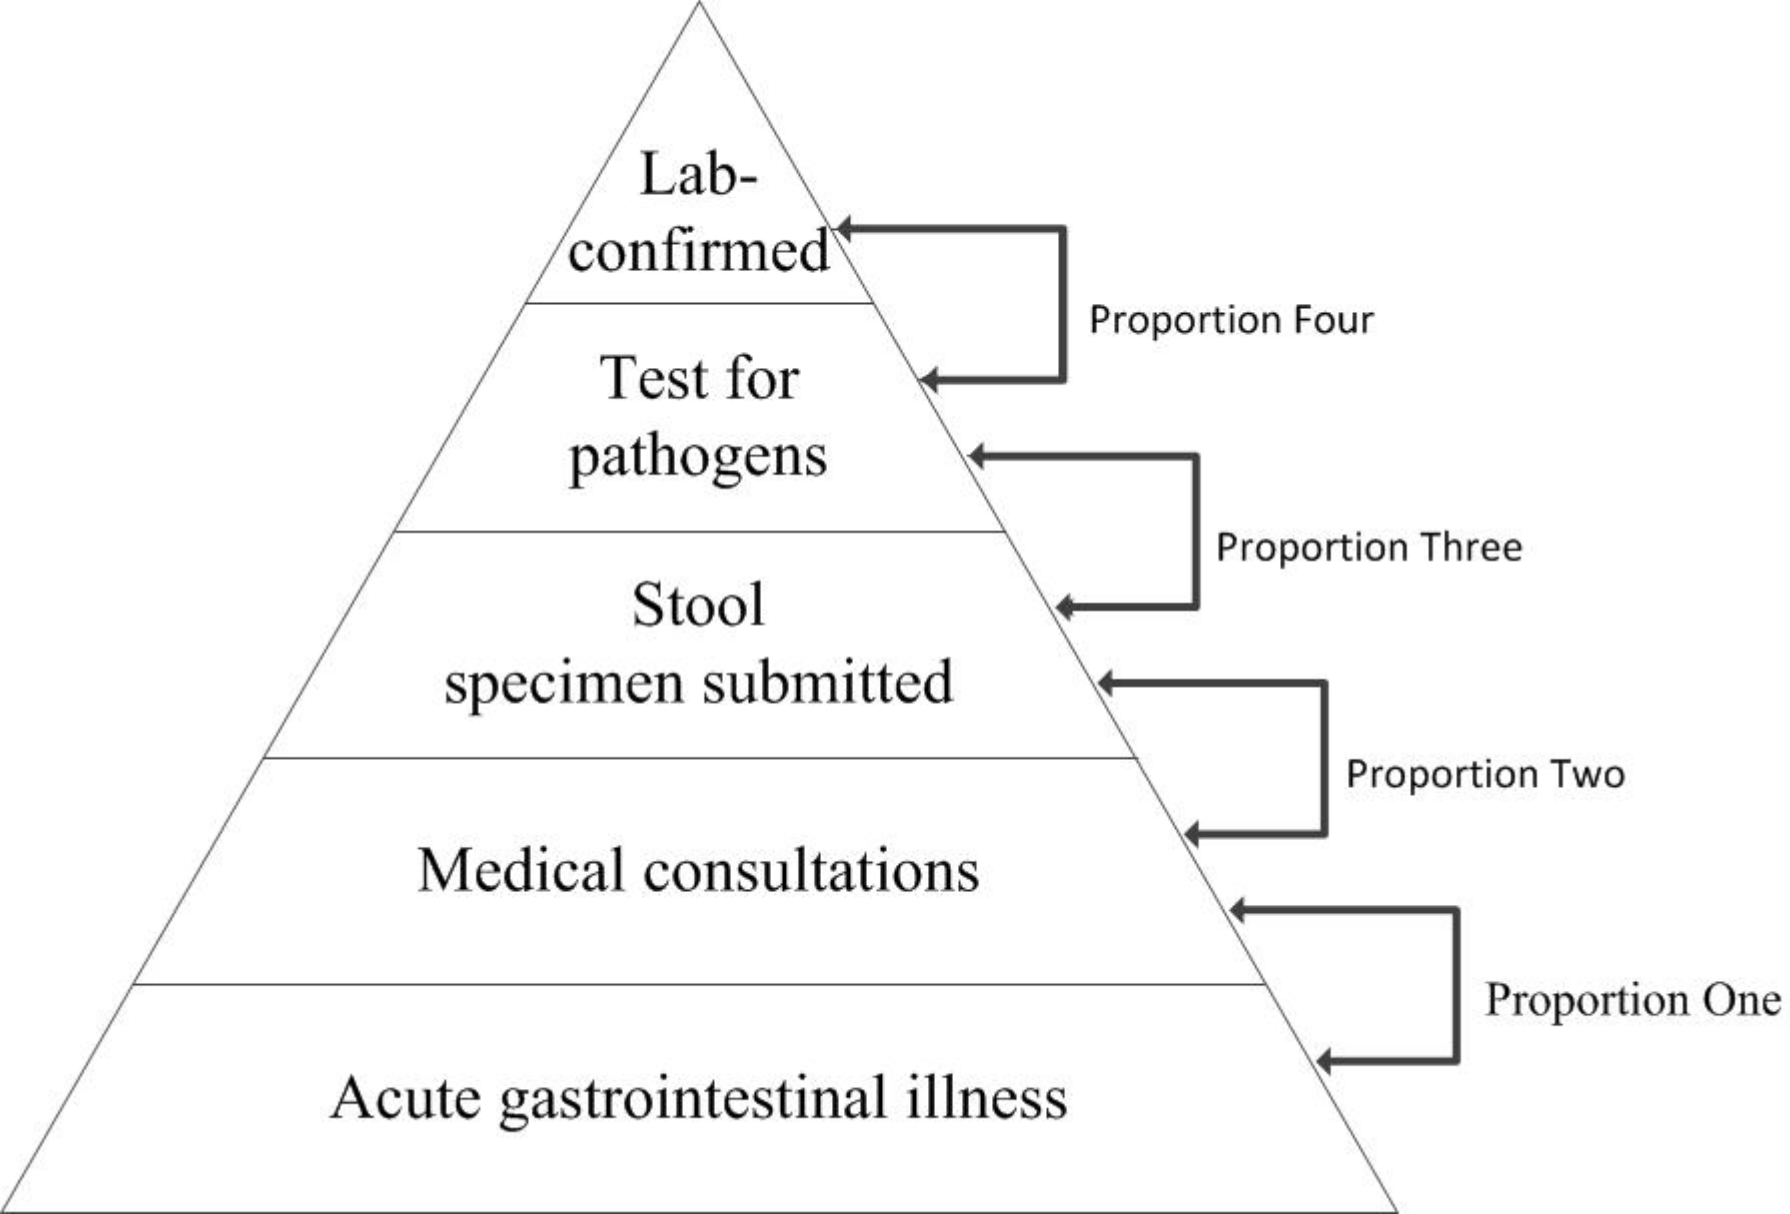 Lab-
confirmed
Proportion Four
Test for
pathogens
Proportion Three
Stool
specimen submitted
Proportion Two
Medical consultations
Proportion One
Acute gastrointestinal illness